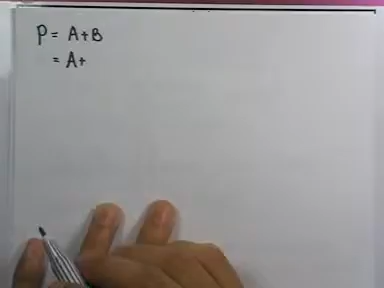 P = A+B
= A+